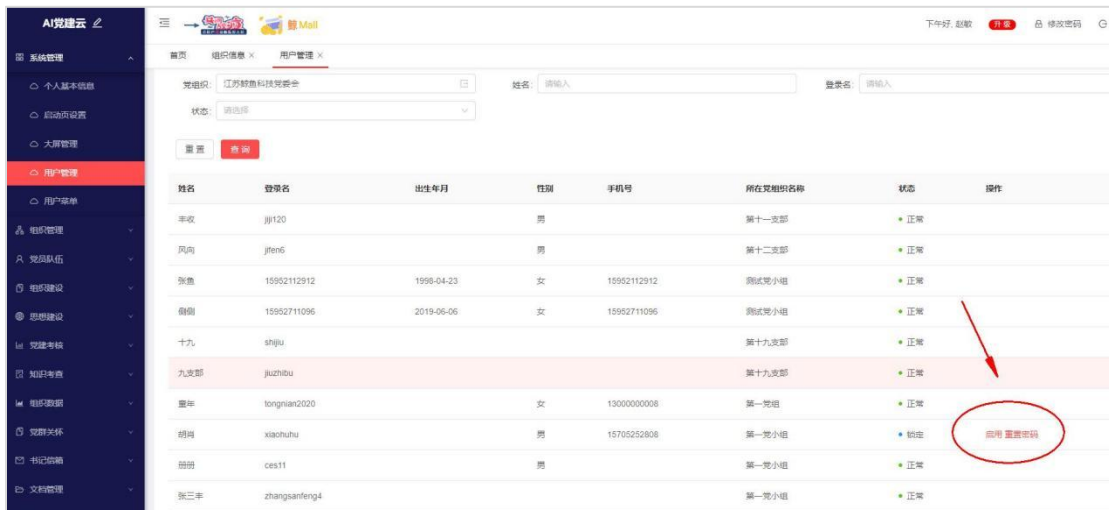 AI党建云
鲸Mall
下午好, 赵敏 升级 修改密码
系统管理
首页 组织信息 × 用户管理 ×
个人基本信息
党组织: 江苏鲸鱼科技党委会 姓名: 请输入 登录名: 请输入
启动页设置
状态: 请选择
大屏管理
重置 查询
用户管理
姓名 登录名 出生年月 性别 手机号 所在党组织名称 状态 操作
用户菜单
丰收 jiji120 男 第十一支部 正常
组织管理
风向 jifen6 男 第十二支部 正常
党员队伍
张鱼 15952112912 1998-04-23 女 15952112912 测试党小组 正常
组织建设
侧侧 15952711096 2019-06-06 女 15952711096 测试党小组 正常
思想建设
十九 shijiu 第十九支部 正常
党建考核
九支部 jiuzhibu 第十九支部 正常
知识考查
童年 tongnian2020 女 13000000008 第一党组 正常
组织数据
胡肖 xiaohuhu 男 15705252808 第一党小组 锁定 启用 重置密码
党群关怀
册册 ces11 男 第一党小组 正常
书记信箱
张三丰 zhangsanfeng4 第一党小组 正常
文档管理